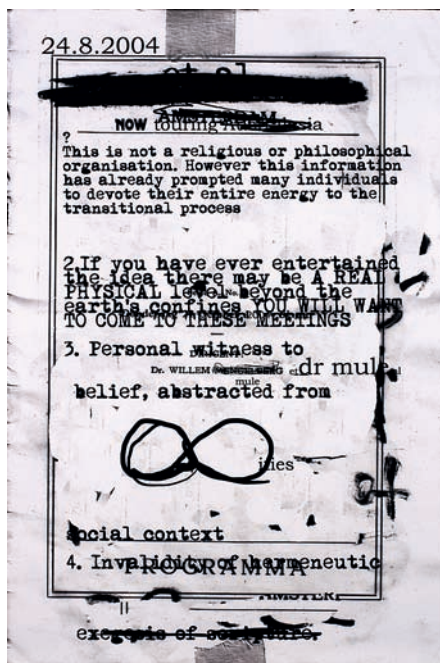 24.8.2004
AMSTERDAM
NOW touring
?
This is not a religious or philosophical
organisation. However this information
has already prompted many individuals
to devote their entire energy to the
transitional process
2.If you have ever entertained
the idea there may be A REAL
PHYSICAL Level beyond the
earth's confines YOU WILL WANT
TO COME TO THESE MEETINGS
3. Personal witness to
Dr. WILLEM
dr mule
mule
belief, abstracted from
ities
social context
4. Invalidity of hermeneutic
PROGRAMMA
exegesis of scripture.